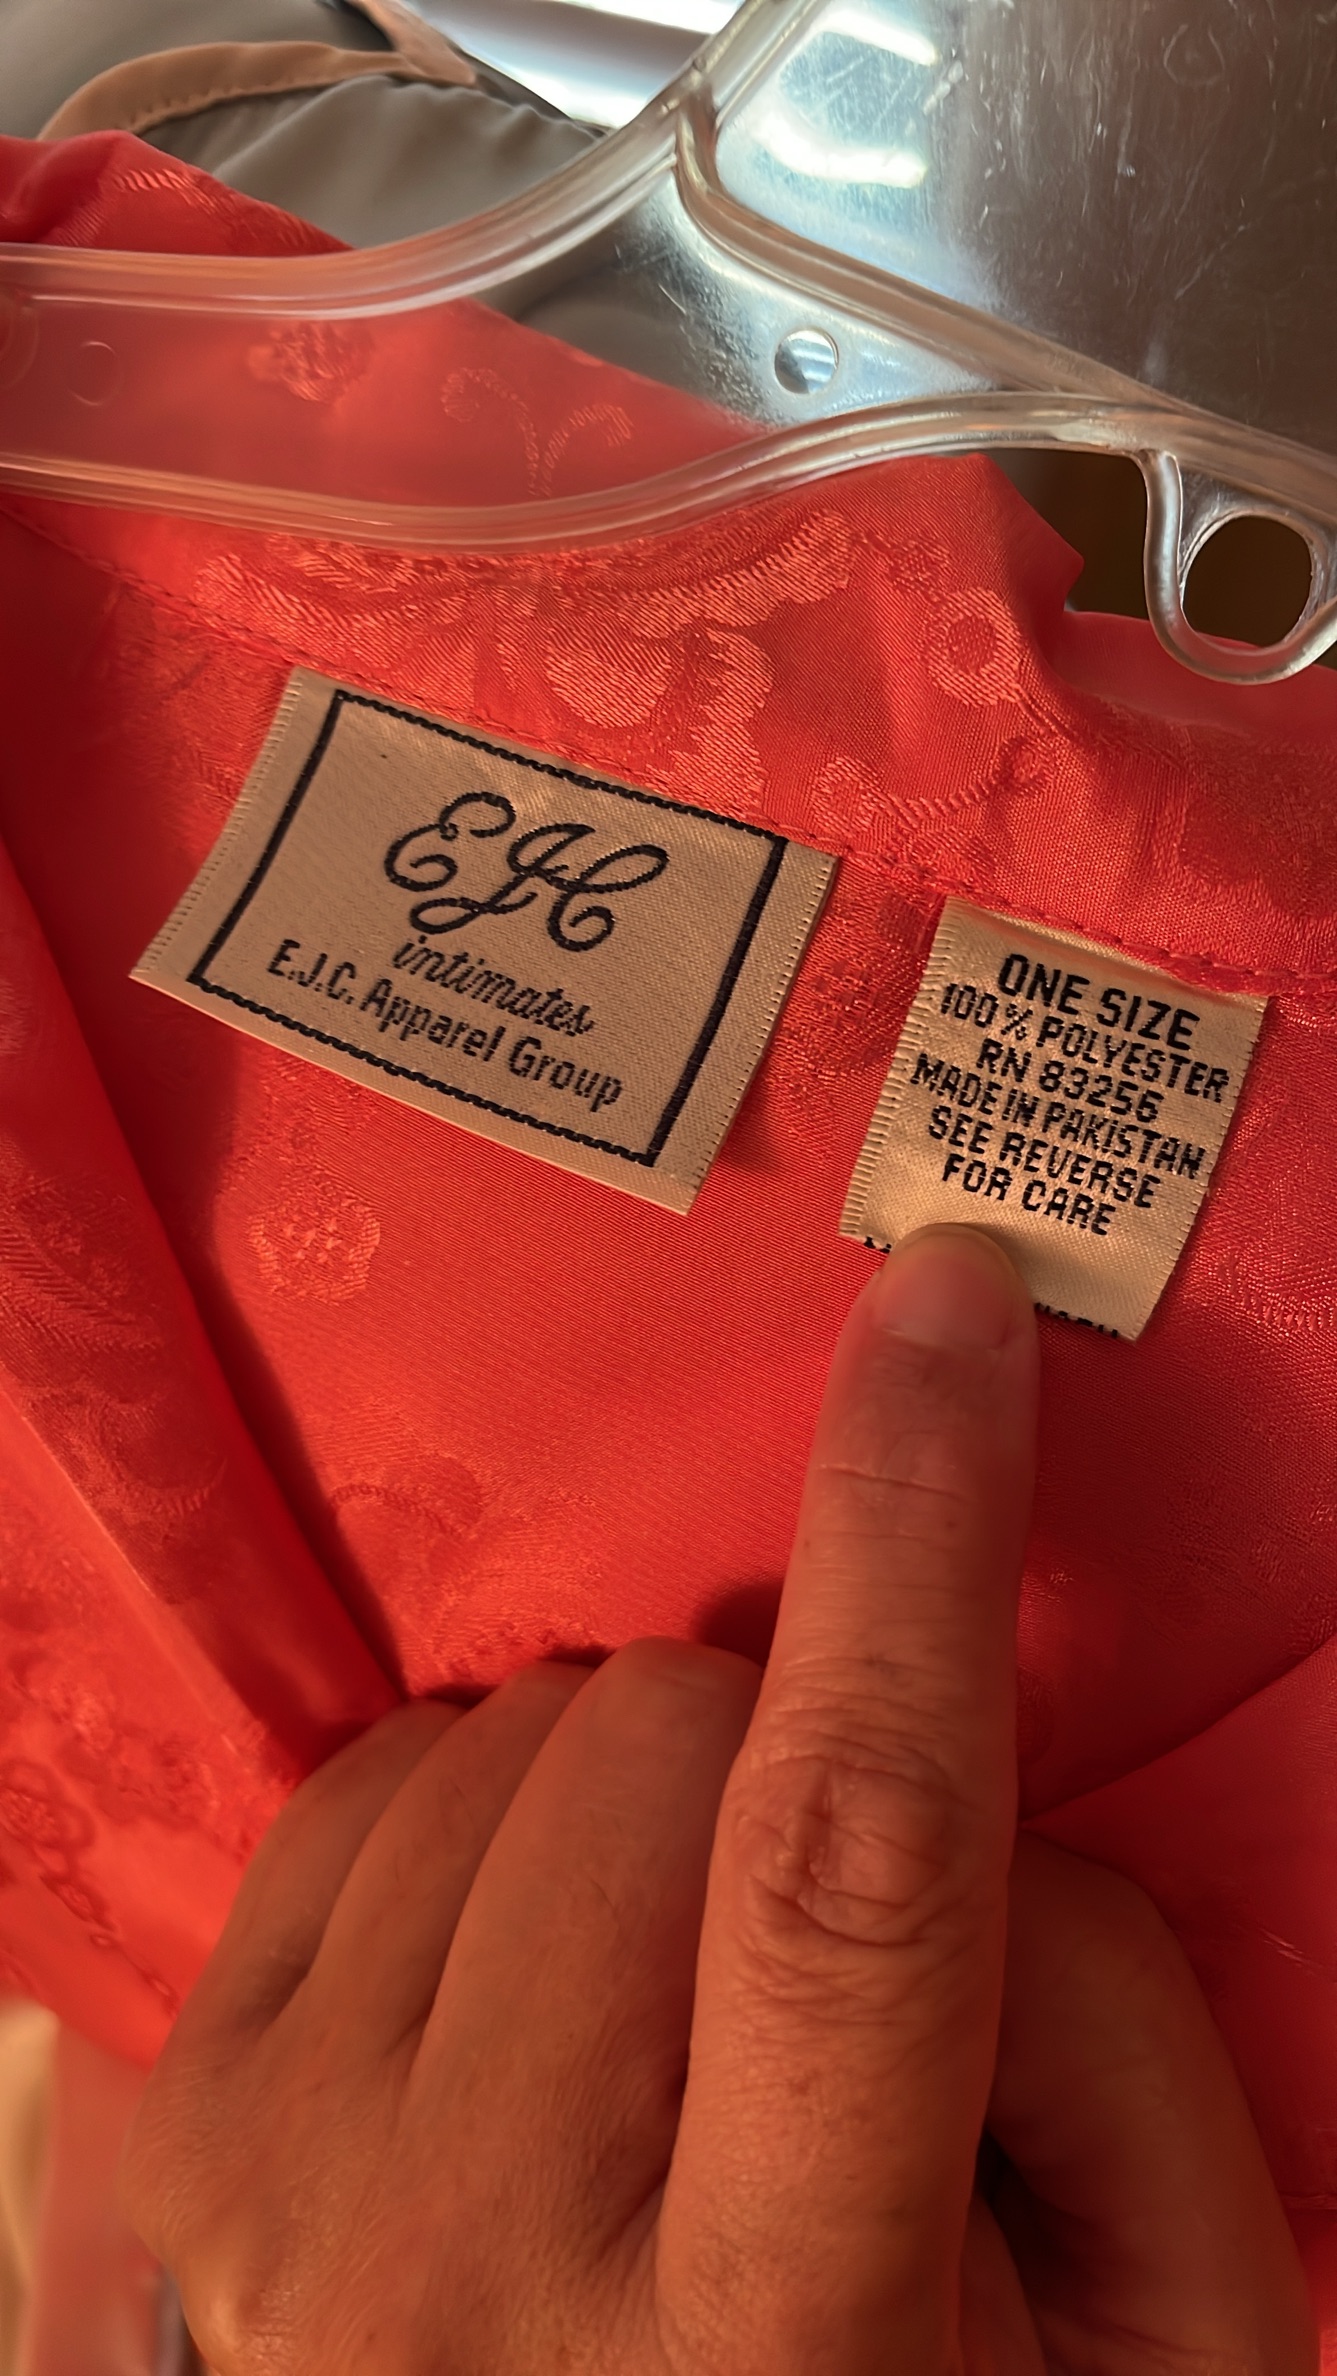 EJC
intimates
E.J.C. Apparel Group
ONE SIZE
100% POLYESTER
RN 83256
MADE IN PAKISTAN
SEE REVERSE
FOR CARE